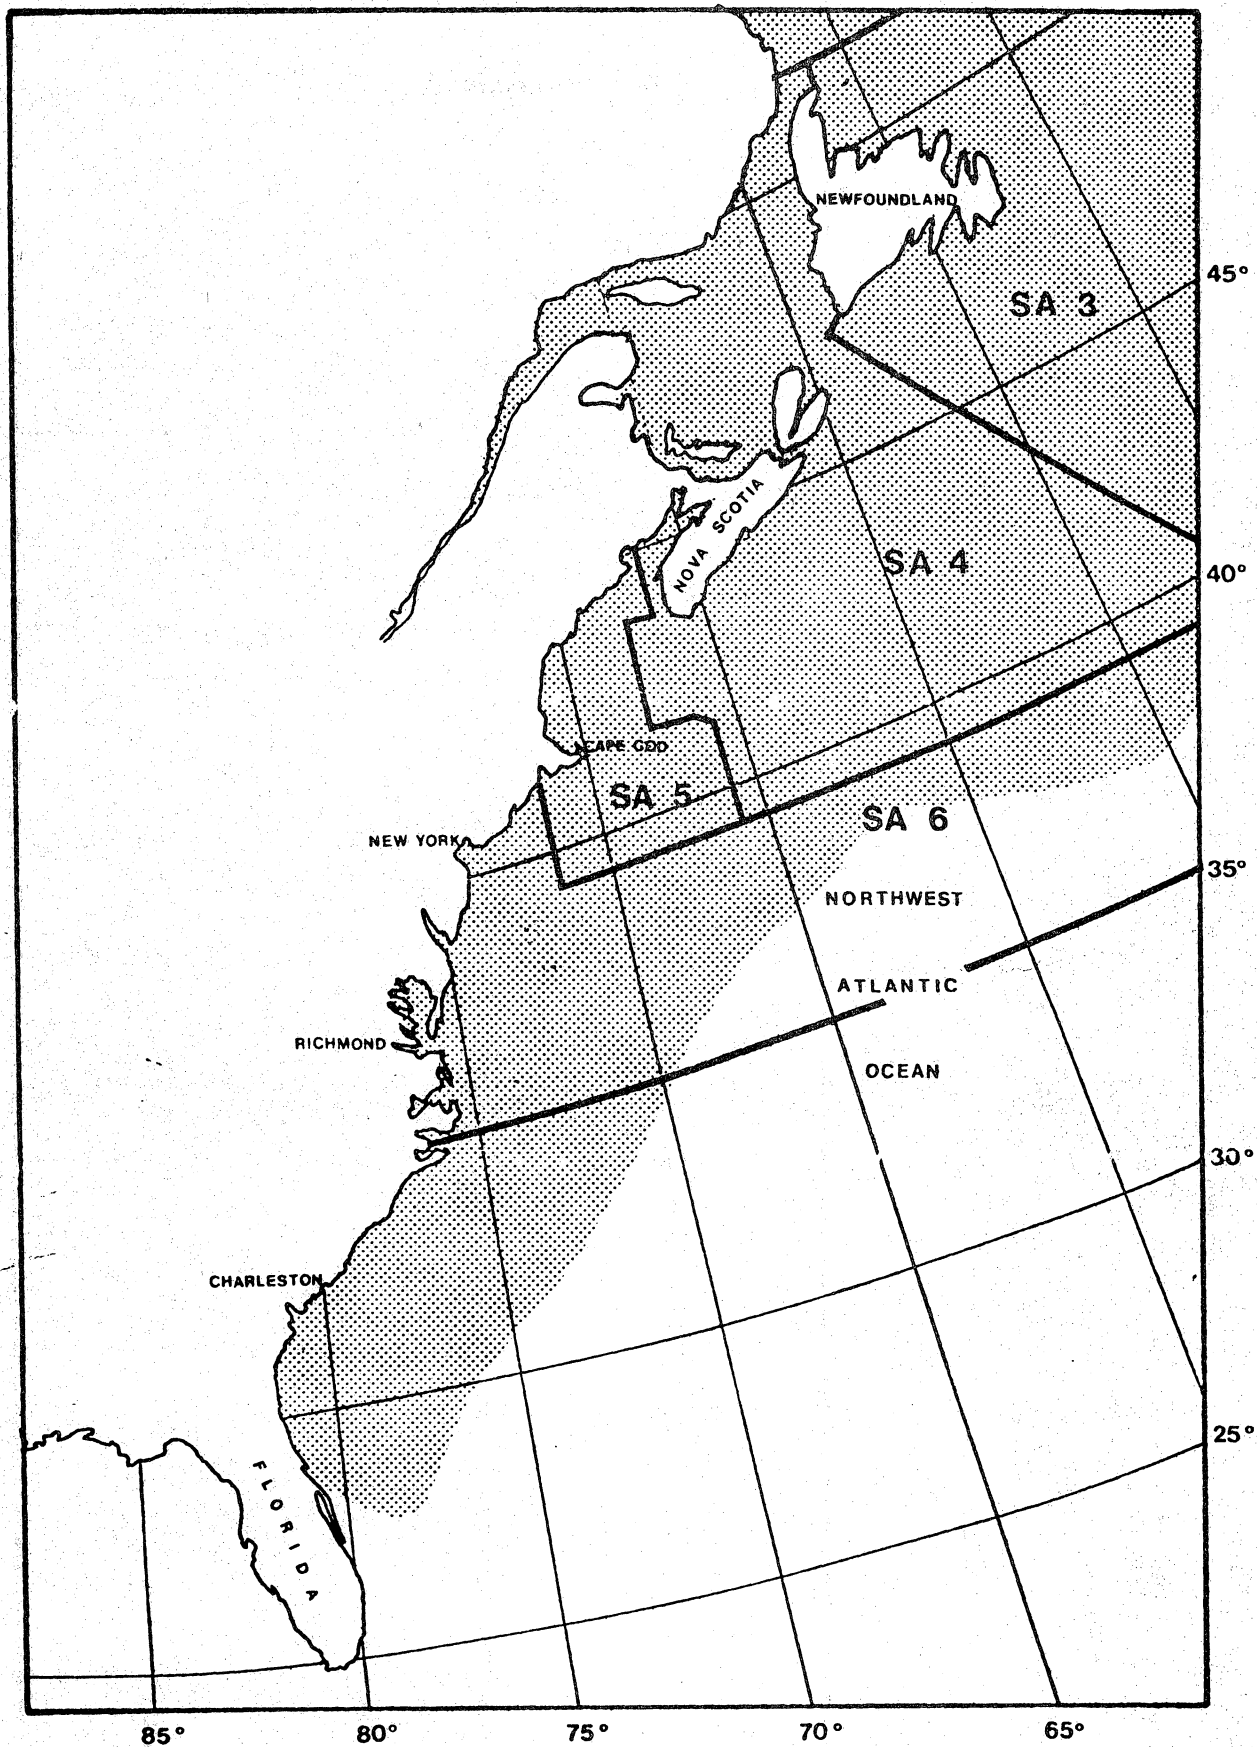 NEWFOUNDLAND
45°
SA 3
NOVA SCOTIA
SA 4
40°
CAPE COD
SA 5
SA 6
NEW YORK
35°
NORTHWEST
ATLANTIC
RICHMOND
OCEAN
30°
CHARLESTON
25°
FLORIDA
85°
80°
75°
70°
65°